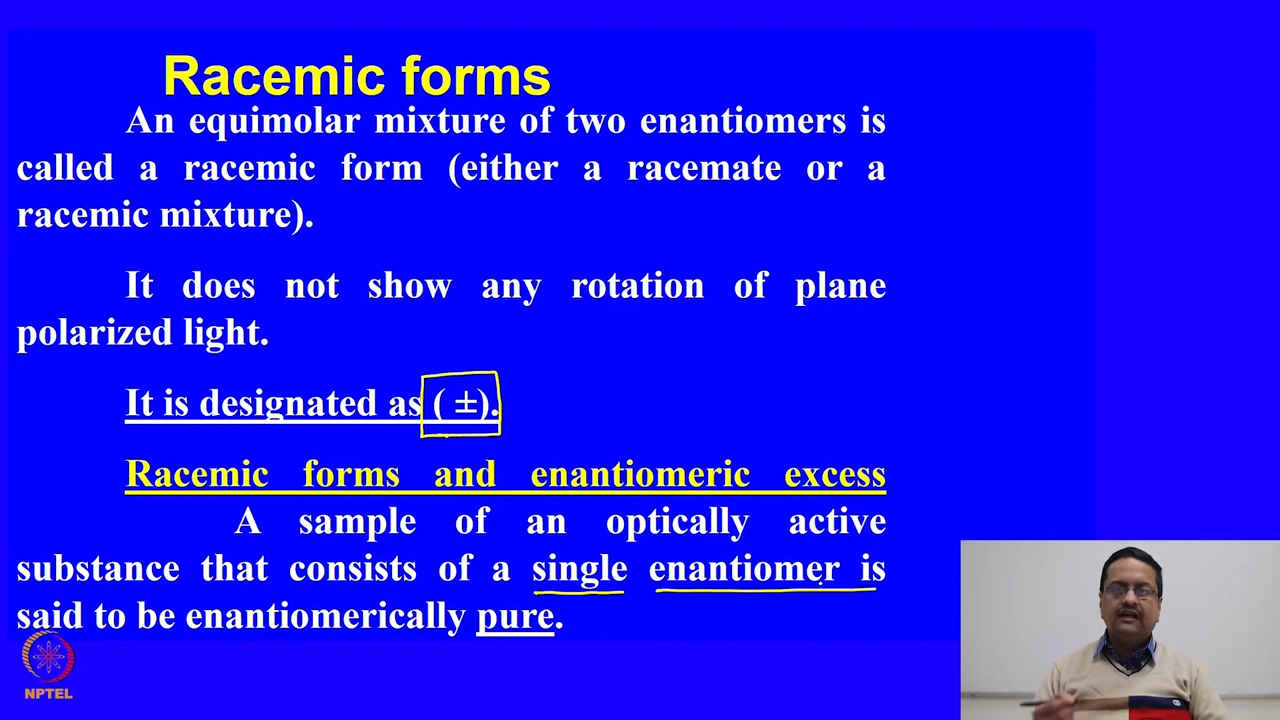 Racemic forms
An equimolar mixture of two enantiomers is
called a racemic form (either a racemate or a
racemic mixture).
It does not show any rotation of plane
polarized light.
It is designated as ( ±).
Racemic forms and enantiomeric excess
A sample of an optically active
substance that consists of a single enantiomer is
said to be enantiomerically pure.
NPTEL